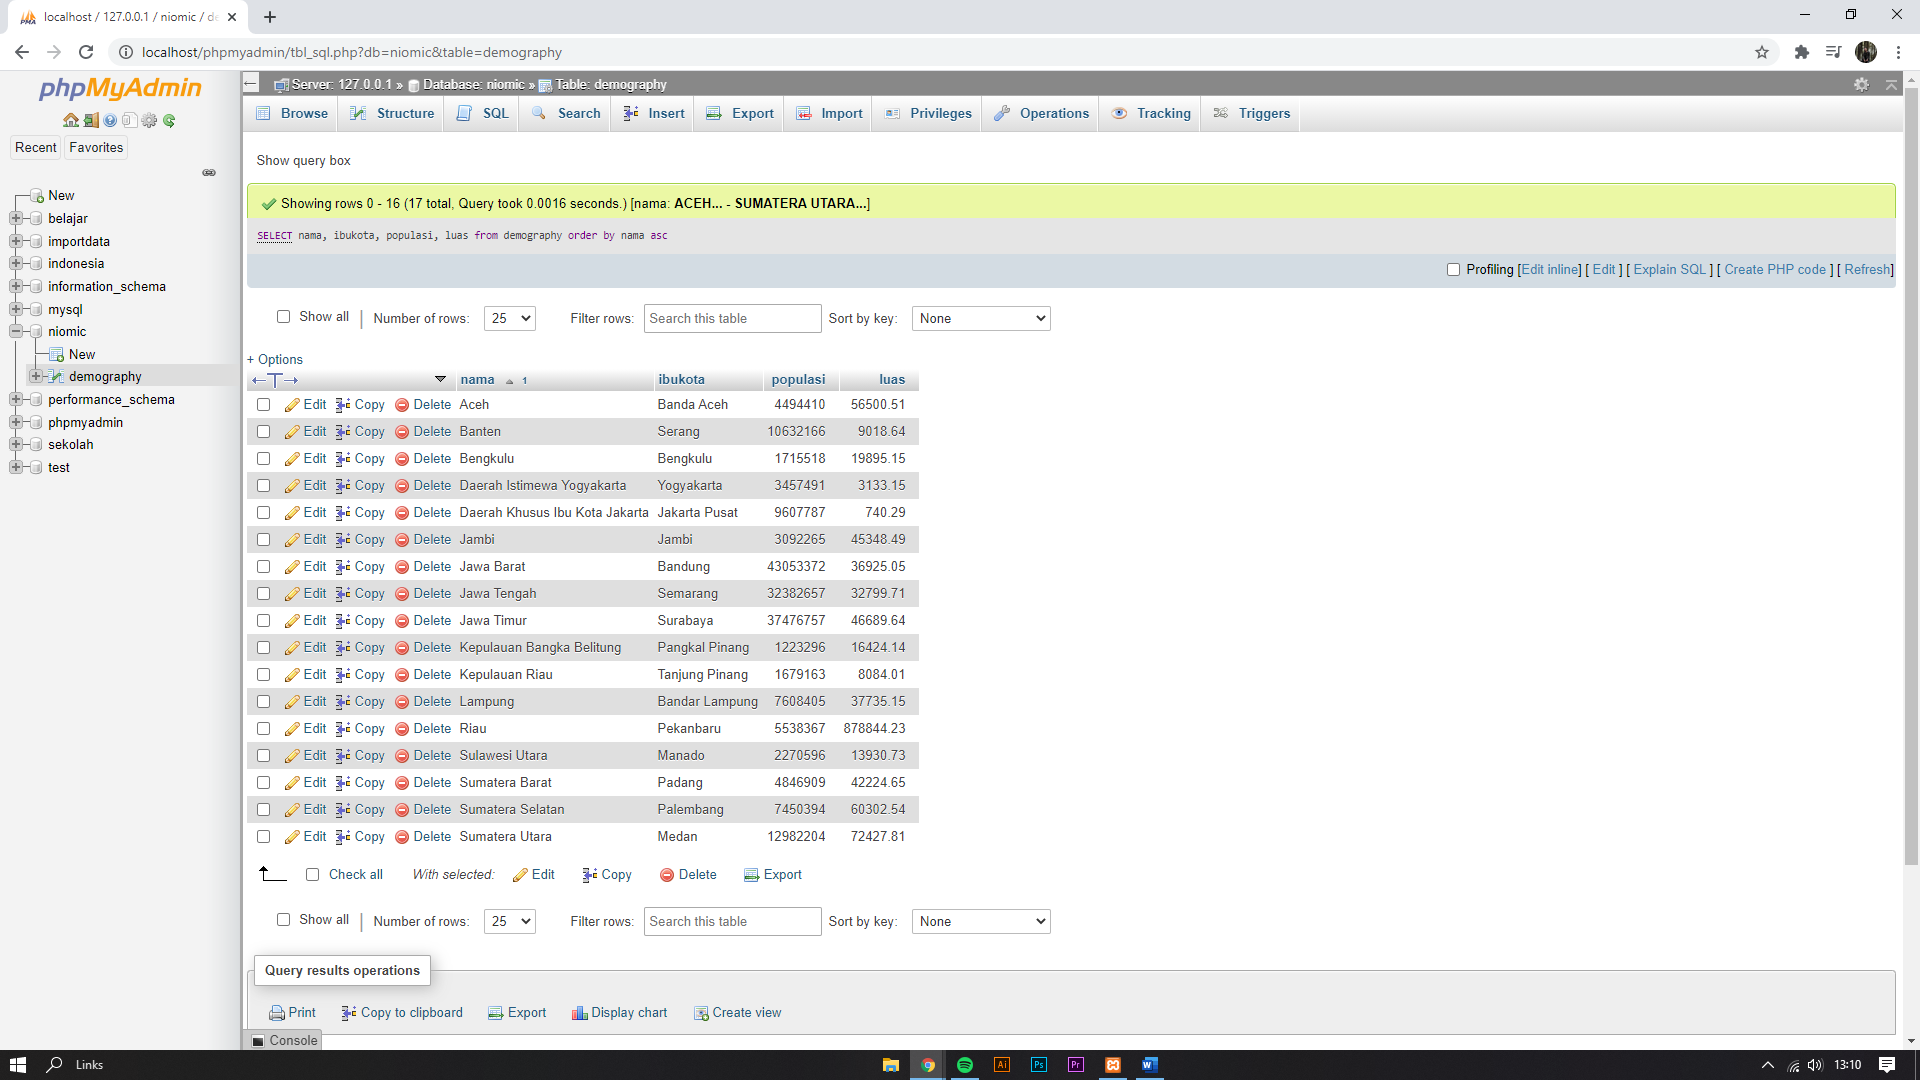 localhost / 127.0.0.1 / niomic / de
localhost/phpmyadmin/tbl_sql.php?db=niomic&table=demography
phpMyAdmin
Recent Favorites
New
belajar
importdata
indonesia
information_schema
mysql
niomic
New
demography
performance_schema
phpmyadmin
sekolah
test
Server: 127.0.0.1 » Database: niomic » Table: demography
Browse Structure SQL Search Insert Export Import Privileges Operations Tracking Triggers
Show query box
Showing rows 0 - 16 (17 total, Query took 0.0016 seconds.) [nama: ACEH... - SUMATERA UTARA...]
SELECT nama, ibukota, populasi, luas from demography order by nama asc
Profiling [Edit inline] [ Edit ] [ Explain SQL ] [ Create PHP code ] [ Refresh]
Show all | Number of rows: 25 Filter rows: Search this table Sort by key: None
+ Options
←T→ nama 1 ibukota populasi luas
Edit Copy Delete Aceh Banda Aceh 4494410 56500.51
Edit Copy Delete Banten Serang 10632166 9018.64
Edit Copy Delete Bengkulu Bengkulu 1715518 19895.15
Edit Copy Delete Daerah Istimewa Yogyakarta Yogyakarta 3457491 3133.15
Edit Copy Delete Daerah Khusus Ibu Kota Jakarta Jakarta Pusat 9607787 740.29
Edit Copy Delete Jambi Jambi 3092265 45348.49
Edit Copy Delete Jawa Barat Bandung 43053372 36925.05
Edit Copy Delete Jawa Tengah Semarang 32382657 32799.71
Edit Copy Delete Jawa Timur Surabaya 37476757 46689.64
Edit Copy Delete Kepulauan Bangka Belitung Pangkal Pinang 1223296 16424.14
Edit Copy Delete Kepulauan Riau Tanjung Pinang 1679163 8084.01
Edit Copy Delete Lampung Bandar Lampung 7608405 37735.15
Edit Copy Delete Riau Pekanbaru 5538367 878844.23
Edit Copy Delete Sulawesi Utara Manado 2270596 13930.73
Edit Copy Delete Sumatera Barat Padang 4846909 42224.65
Edit Copy Delete Sumatera Selatan Palembang 7450394 60302.54
Edit Copy Delete Sumatera Utara Medan 12982204 72427.81
Check all With selected: Edit Copy Delete Export
Show all | Number of rows: 25 Filter rows: Search this table Sort by key: None
Query results operations
Print Copy to clipboard Export Display chart Create view
Console
Links Ai Ps Pr W 13:10